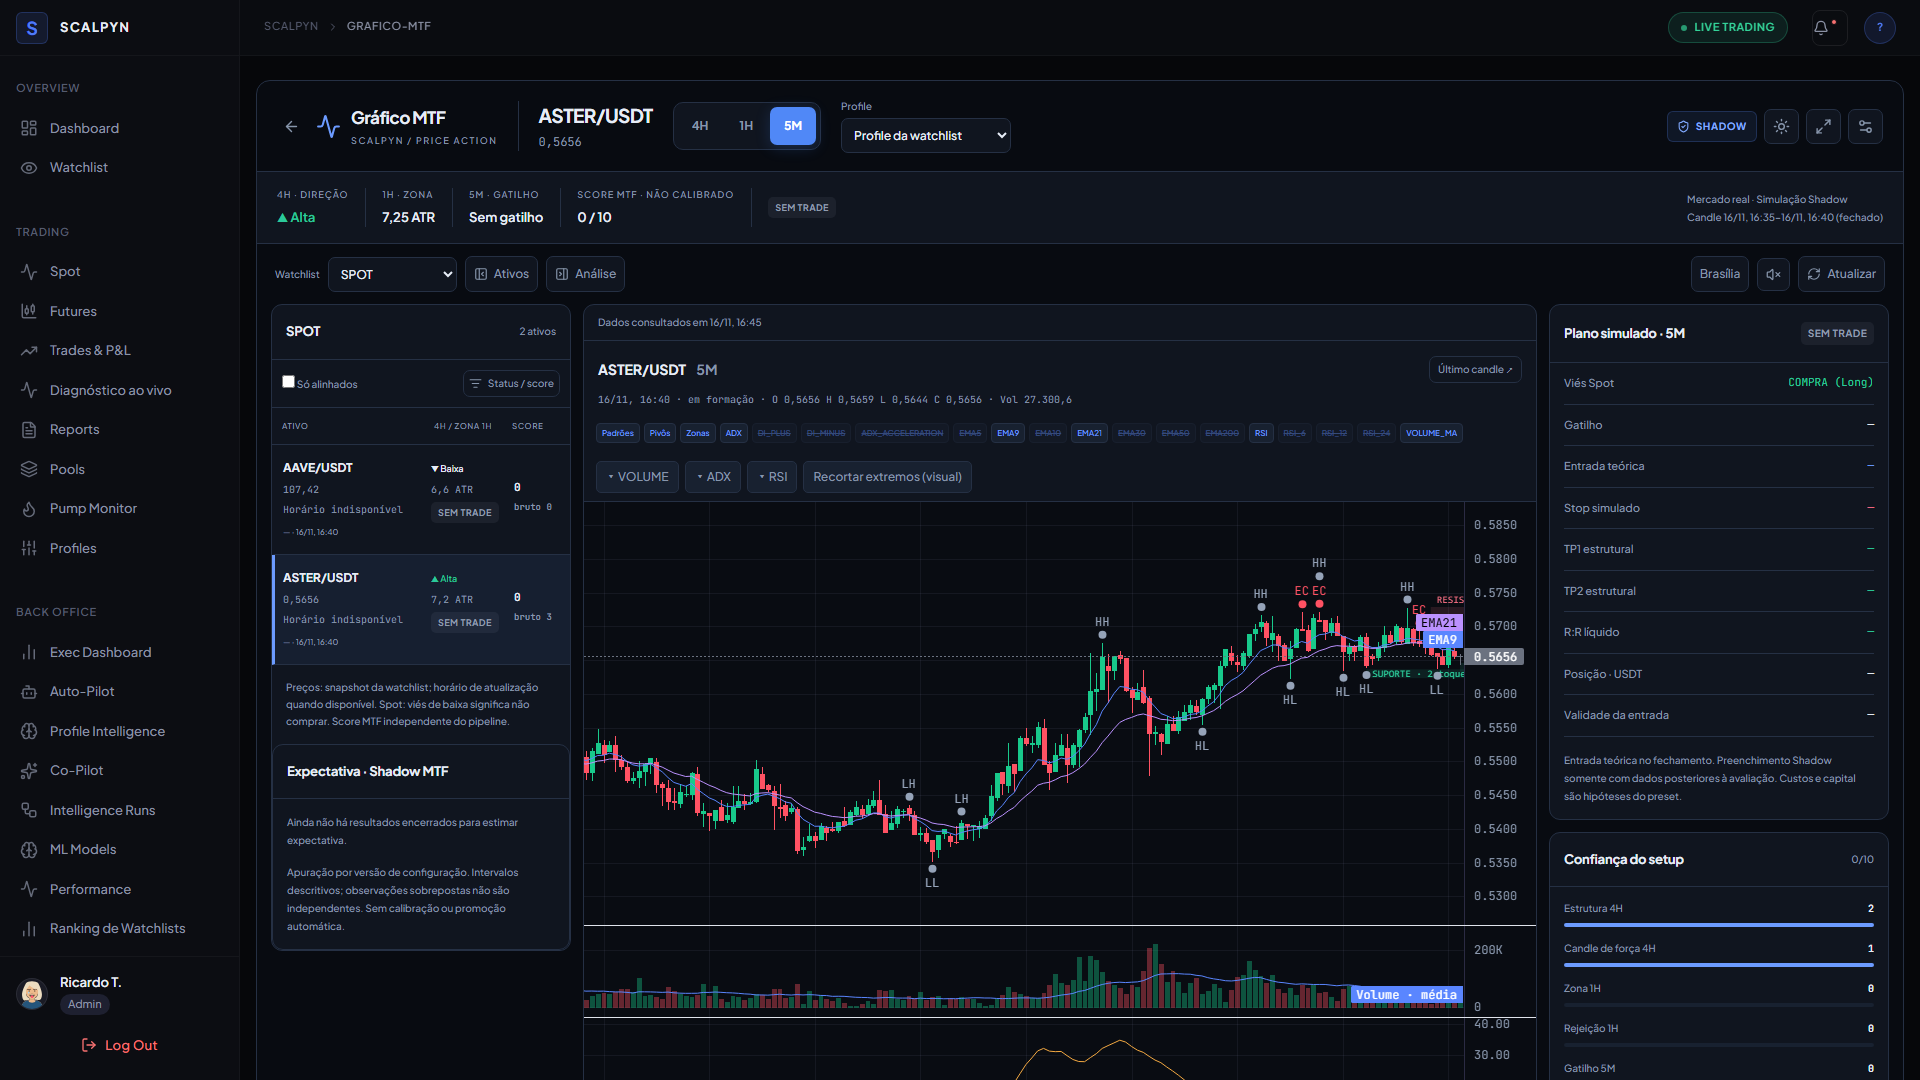 S SCALPYN
SCALPYN > GRAFICO-MTF
LIVE TRADING
?
OVERVIEW
Dashboard
Watchlist
TRADING
Spot
Futures
Trades & P&L
Diagnóstico ao vivo
Reports
Pools
Pump Monitor
Profiles
BACK OFFICE
Exec Dashboard
Auto-Pilot
Profile Intelligence
Co-Pilot
Intelligence Runs
ML Models
Performance
Ranking de Watchlists
Ricardo T.
Admin
Log Out
Gráfico MTF
SCALPYN / PRICE ACTION
ASTER/USDT
0,5656
4H 1H 5M
Profile
Profile da watchlist
SHADOW
4H · DIREÇÃO
▲Alta
1H · ZONA
7,25 ATR
5M · GATILHO
Sem gatilho
SCORE MTF · NÃO CALIBRADO
0 / 10
SEM TRADE
Mercado real · Simulação Shadow
Candle 16/11, 16:35–16/11, 16:40 (fechado)
Watchlist SPOT Ativos Análise
Brasília Atualizar
SPOT 2 ativos
Só alinhados Status / score
ATIVO 4H / ZONA 1H SCORE
AAVE/USDT ▼Baixa
107,42 6,6 ATR 0
Horário indisponível SEM TRADE bruto 0
— · 16/11, 16:40
ASTER/USDT ▲Alta
0,5656 7,2 ATR 0
Horário indisponível SEM TRADE bruto 3
— · 16/11, 16:40
Preços: snapshot da watchlist; horário de atualização
quando disponível. Spot: viés de baixa significa não
comprar. Score MTF independente do pipeline.
Expectativa · Shadow MTF
Ainda não há resultados encerrados para estimar
expectativa.
Apuração por versão de configuração. Intervalos
descritivos; observações sobrepostas não são
independentes. Sem calibração ou promoção
automática.
Dados consultados em 16/11, 16:45
ASTER/USDT 5M
Último candle ↗
16/11, 16:40 · em formação · O 0,5656 H 0,5659 L 0,5644 C 0,5656 · Vol 27.300,6
Padrões Pivôs Zonas ADX DI_PLUS DI_MINUS ADX_ACCELERATION EMA5 EMA9 EMA10 EMA21 EMA30 EMA50 EMA200 RSI RSI_6 RSI_12 RSI_24 VOLUME_MA
▾ VOLUME ▾ ADX ▾ RSI Recortar extremos (visual)
0.5850
0.5800
0.5750
0.5700
0.5656
0.5600
0.5550
0.5500
0.5450
0.5400
0.5350
0.5300
HH
HH
HH
HH
EC EC
EC
RESIS
EMA21
EMA9
SUPORTE · 2 toque
HL
HL
HL
HL
LL
LH
LH
LL
200K
Volume · média
0
40.00
30.00
Plano simulado · 5M SEM TRADE
Viés Spot COMPRA (Long)
Gatilho —
Entrada teórica —
Stop simulado —
TP1 estrutural —
TP2 estrutural —
R:R líquido —
Posição · USDT —
Validade da entrada —
Entrada teórica no fechamento. Preenchimento Shadow
somente com dados posteriores à avaliação. Custos e capital
são hipóteses do preset.
Confiança do setup 0/10
Estrutura 4H 2
Candle de força 4H 1
Zona 1H 0
Rejeição 1H 0
Gatilho 5M 0